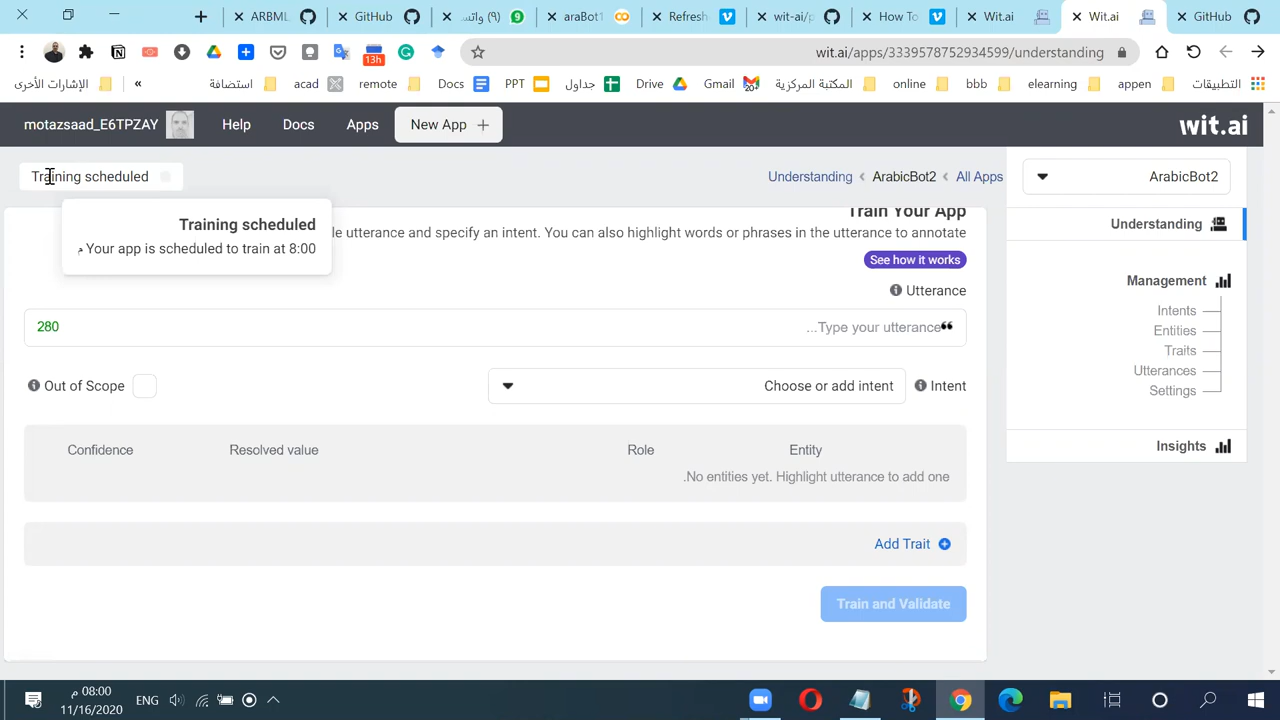 ARBML
GitHub
(٩) واتس
9
araBot1
Refresh
wit-ai/p
How To
Wit.ai
Wit.ai
GitHub
13h
wit.ai/apps/3339578752934599/understanding
الإشارات الأخرى
«
استضافة
acad
remote
Docs
PPT
جداول
Drive
Gmail
المكتبة المركزية
online
bbb
elearning
appen
التطبيقات
motazsaad_E6TPZAY
Help
Docs
Apps
New App +
wit.ai
Training scheduled
Understanding ‹ ArabicBot2 ‹ All Apps
ArabicBot2
Training scheduled
Your app is scheduled to train at 8:00 م
Train Your App
le utterance and specify an intent. You can also highlight words or phrases in the utterance to annotate
See how it works
Utterance
280
...Type your utterance
Out of Scope
Choose or add intent
Intent
Confidence
Resolved value
Role
Entity
.No entities yet. Highlight utterance to add one
Add Trait
Train and Validate
Understanding
Management
Intents
Entities
Traits
Utterances
Settings
Insights
08:00 م
11/16/2020
ENG